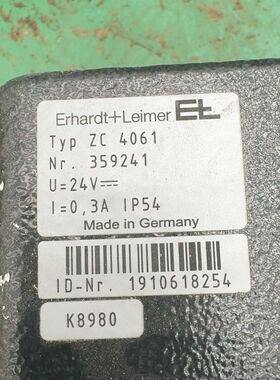 Erhardt+Leimer EL
Typ ZC 4061
Nr. 359241
U=24V⎓
I=0,3A IP54
Made in Germany
ID-Nr. 1910618254
K8980